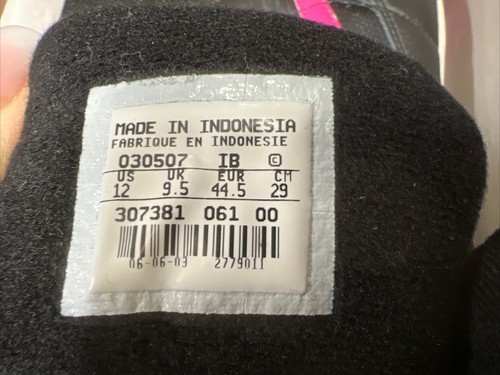 MADE IN INDONESIA
FABRIQUE EN INDONESIE
030507 IB ©
US UK EUR CM
12 9.5 44.5 29
307381 061 00
06-06-03 2779011